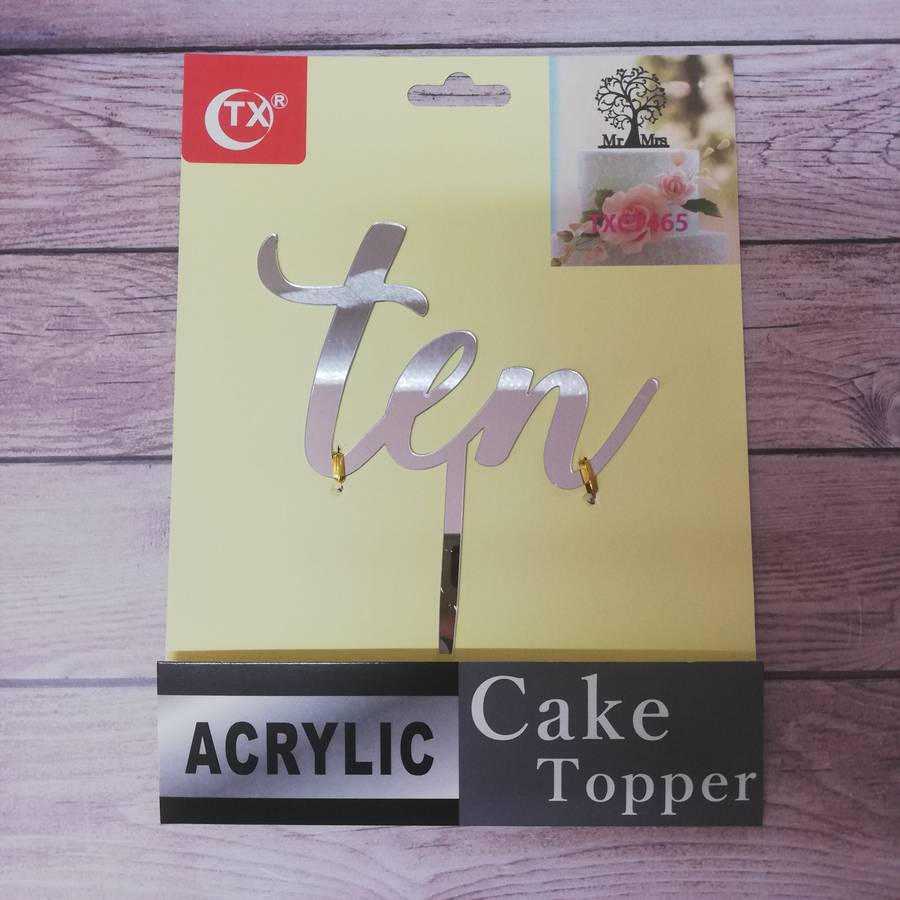 TX®
Mr Mrs
ten
ACRYLIC
Cake
Topper